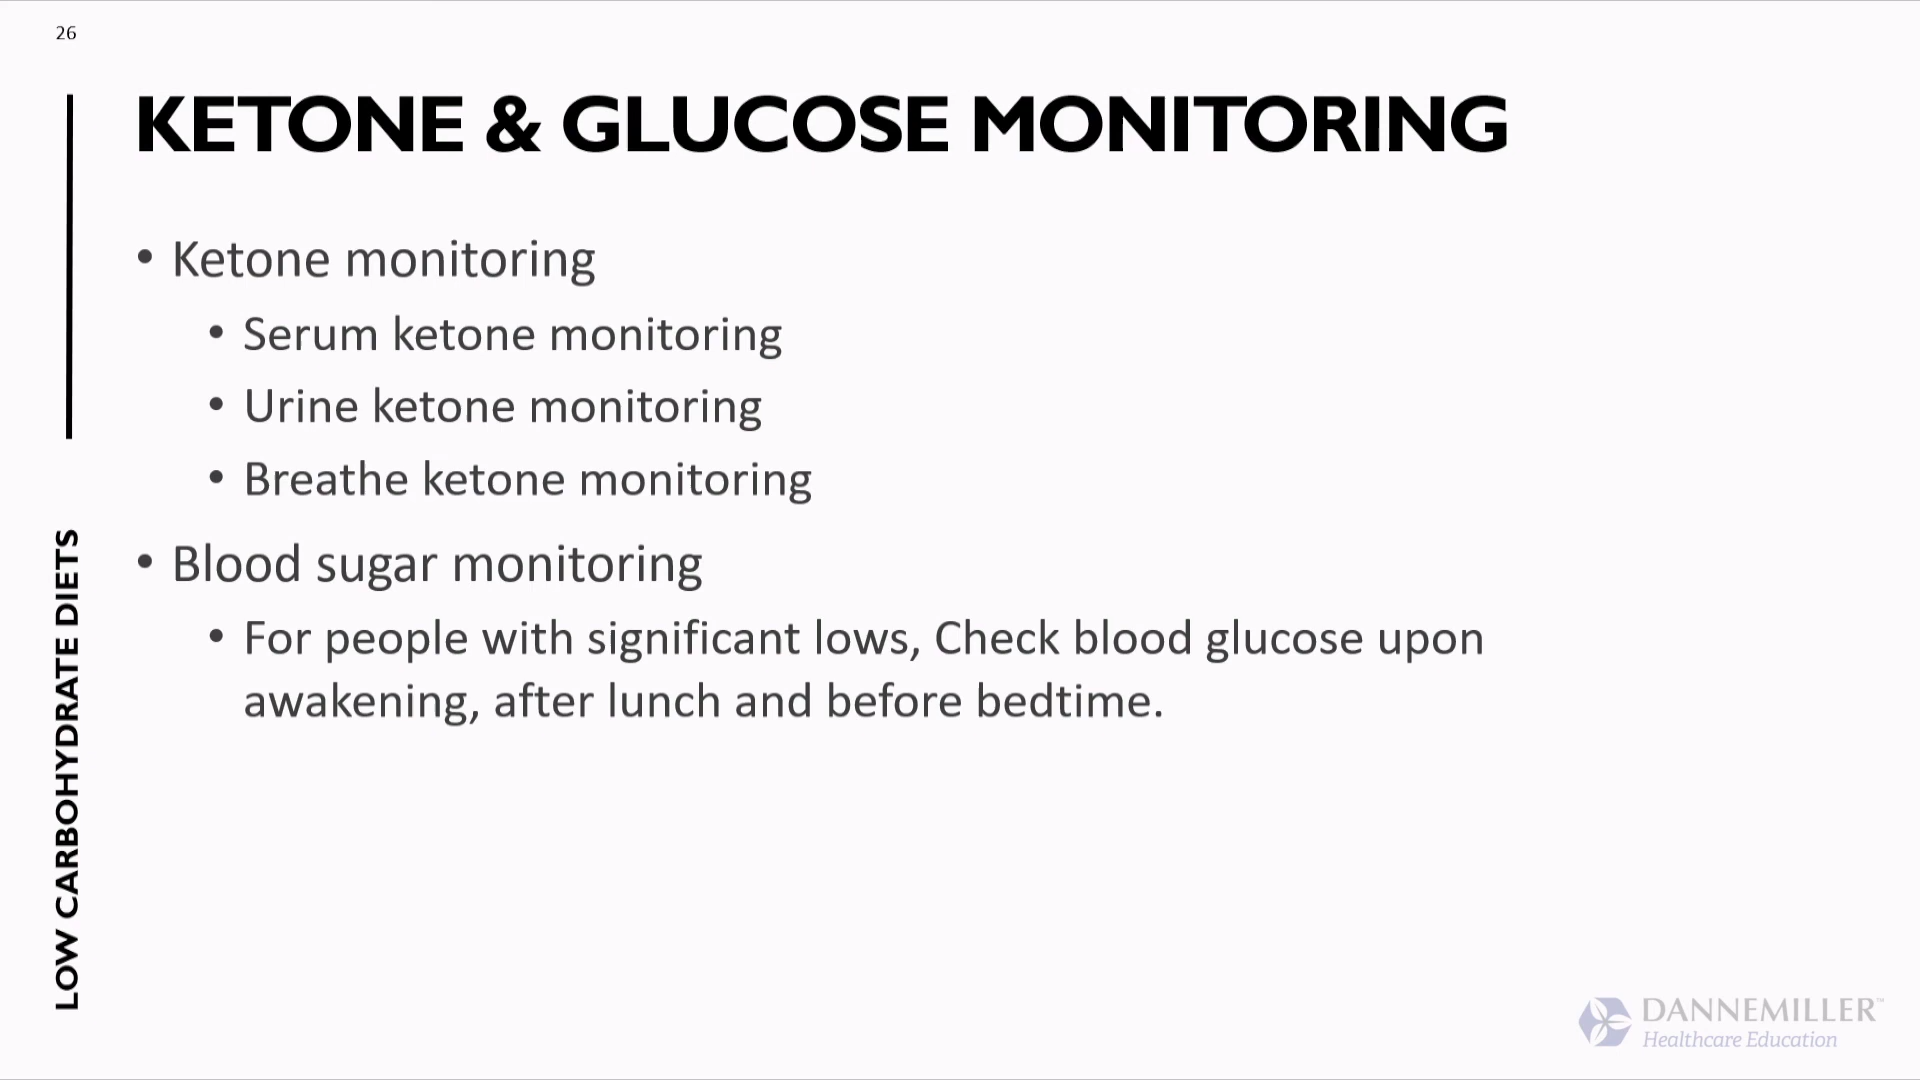 26
KETONE & GLUCOSE MONITORING
• Ketone monitoring
• Serum ketone monitoring
• Urine ketone monitoring
• Breathe ketone monitoring
• Blood sugar monitoring
• For people with significant lows, Check blood glucose upon
awakening, after lunch and before bedtime.
LOW CARBOHYDRATE DIETS
DANNEMILLER™
Healthcare Education